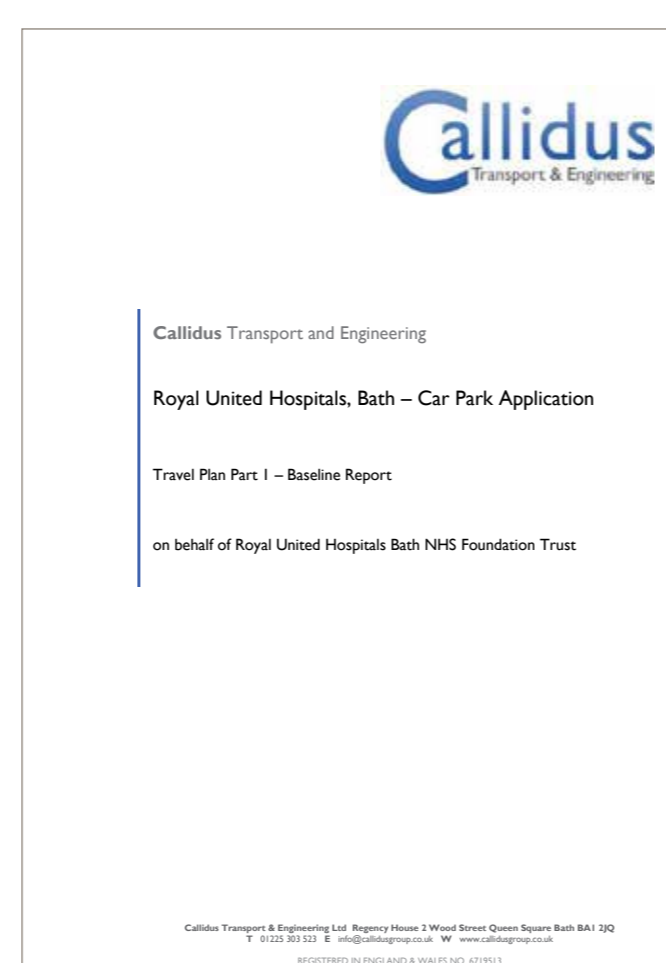 Callidus
Transport & Engineering
Callidus Transport and Engineering
Royal United Hospitals, Bath – Car Park Application
Travel Plan Part 1 – Baseline Report
on behalf of Royal United Hospitals Bath NHS Foundation Trust
Callidus Transport & Engineering Ltd Regency House 2 Wood Street Queen Square Bath BA1 2JQ
T 01225 303 523 E info@callidusgroup.co.uk W www.callidusgroup.co.uk
REGISTERED IN ENGLAND & WALES NO. 6719513